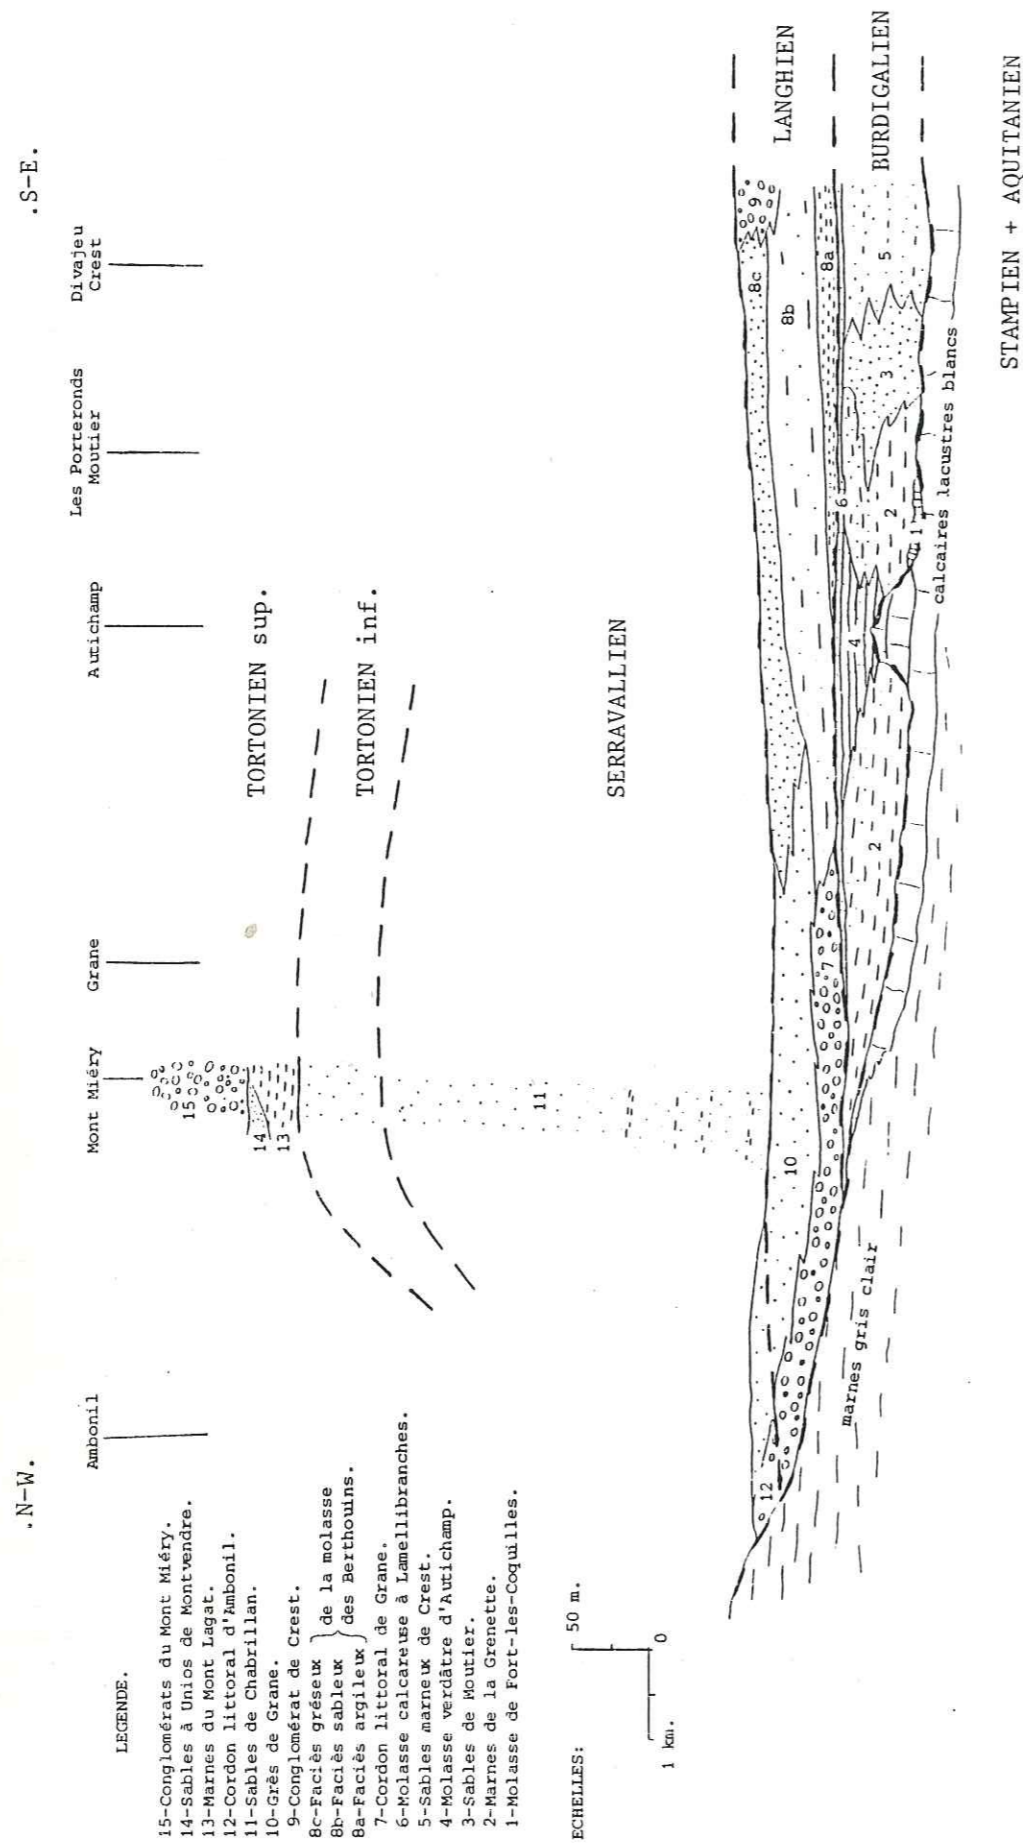 .N-W.
.S-E.
Ambonil
Mont Miéry
Grane
Autichamp
Les Porteronds
Moutier
Divajeu
Crest
LEGENDE.
15-Conglomérats du Mont Miéry.
14-Sables à Unios de Montvendre.
13-Marnes du Mont Lagat.
12-Cordon littoral d'Ambonil.
11-Sables de Chabrillan.
10-Grès de Grane.
9-Conglomérat de Crest.
8c-Faciès gréseux
8b-Faciès sableux
8a-Faciès argileux
de la molasse
des Berthouins.
7-Cordon littoral de Grane.
6-Molasse calcareuse à Lamellibranches.
5-Sables marneux de Crest.
4-Molasse verdâtre d'Autichamp.
3-Sables de Moutier.
2-Marnes de la Grenette.
1-Molasse de Fort-les-Coquilles.
ECHELLES:
50 m.
0
1 km.
15
14
13
TORTONIEN sup.
TORTONIEN inf.
11
SERRAVALLIEN
12
10
7
8c
9
8b
8a
LANGHIEN
6
4
2
2
3
5
1
BURDIGALIEN
marnes gris clair
calcaires lacustres blancs
STAMPIEN + AQUITANIEN